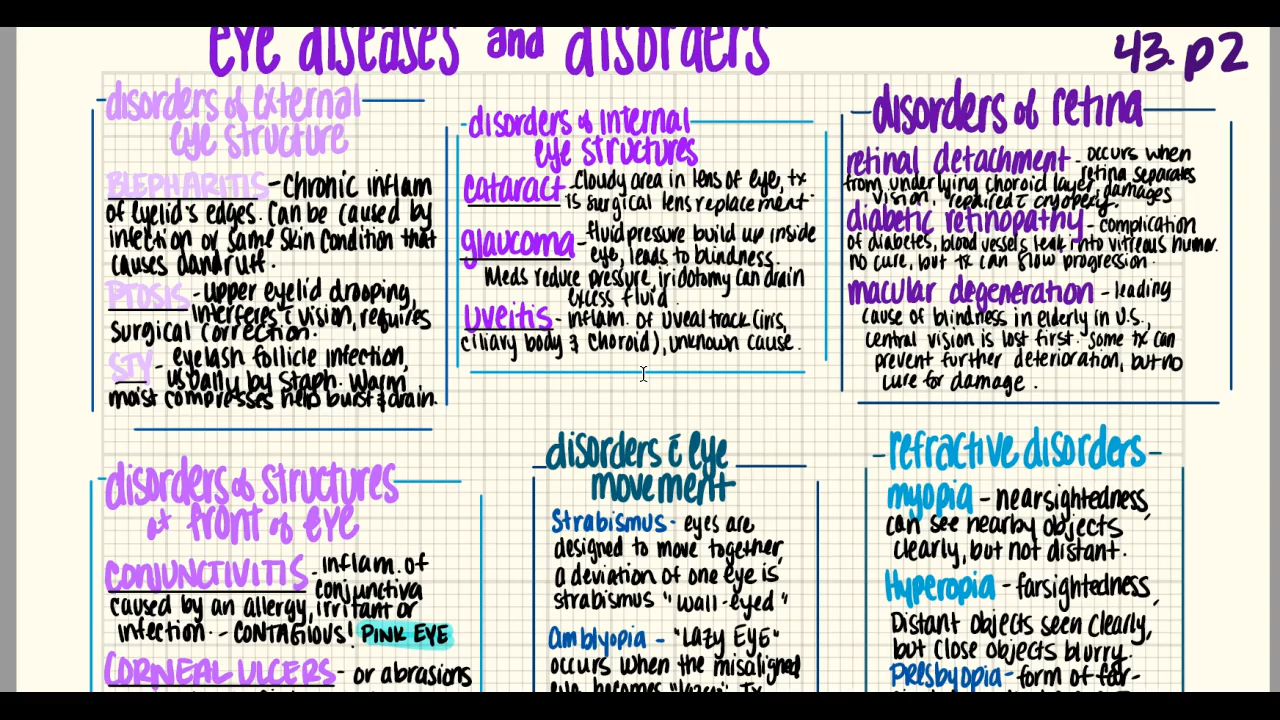 eye diseases and disorders
43. p2
disorders of external
eye structure
BLEPHARITIS - Chronic inflam
of eyelid's edges. Can be caused by
infection or same skin condition that
causes dandruff.
PTOSIS - upper eyelid drooping,
interferes c̄ vision, requires
surgical correction.
STY - eyelash follicle infection,
usually by staph. Warm
moist compresses help burst & drain.
disorders of internal
eye structures
cataract - Cloudy area in lens of eye, tx
is surgical lens replacement
glaucoma - fluid pressure build up inside
eye, leads to blindness.
Meds reduce pressure, iridotomy can drain
excess fluid.
uveitis - inflam. of uveal track (iris,
ciliary body & choroid), unknown cause.
disorders of retina
retinal detachment - occurs when
retina separates
from underlying choroid layer, damages
vision, repaired c̄ cryopexy.
diabetic retinopathy - complication
of diabetes, blood vessels leak into vitreous humor.
no cure, but tx can slow progression.
macular degeneration - leading
cause of blindness in elderly in U.S.,
central vision is lost first. some tx can
prevent further deterioration, but no
cure for damage.
disorders of structures
at front of eye
CONJUNCTIVITIS - inflam. of
conjunctiva
caused by an allergy, irritant or
infection. - CONTAGIOUS! PINK EYE
CORNEAL ULCERS - or abrasions
disorders c̄ eye
movement
Strabismus - eyes are
designed to move together,
a deviation of one eye is
strabismus "wall-eyed"
Amblyopia - "LAZY EYE"
occurs when the misaligned
eye becomes "lazy". Tx
refractive disorders
myopia - nearsightedness,
can see nearby objects
clearly, but not distant.
Hyperopia - farsightedness,
Distant objects seen clearly,
but close objects blurry.
Presbyopia - form of far-